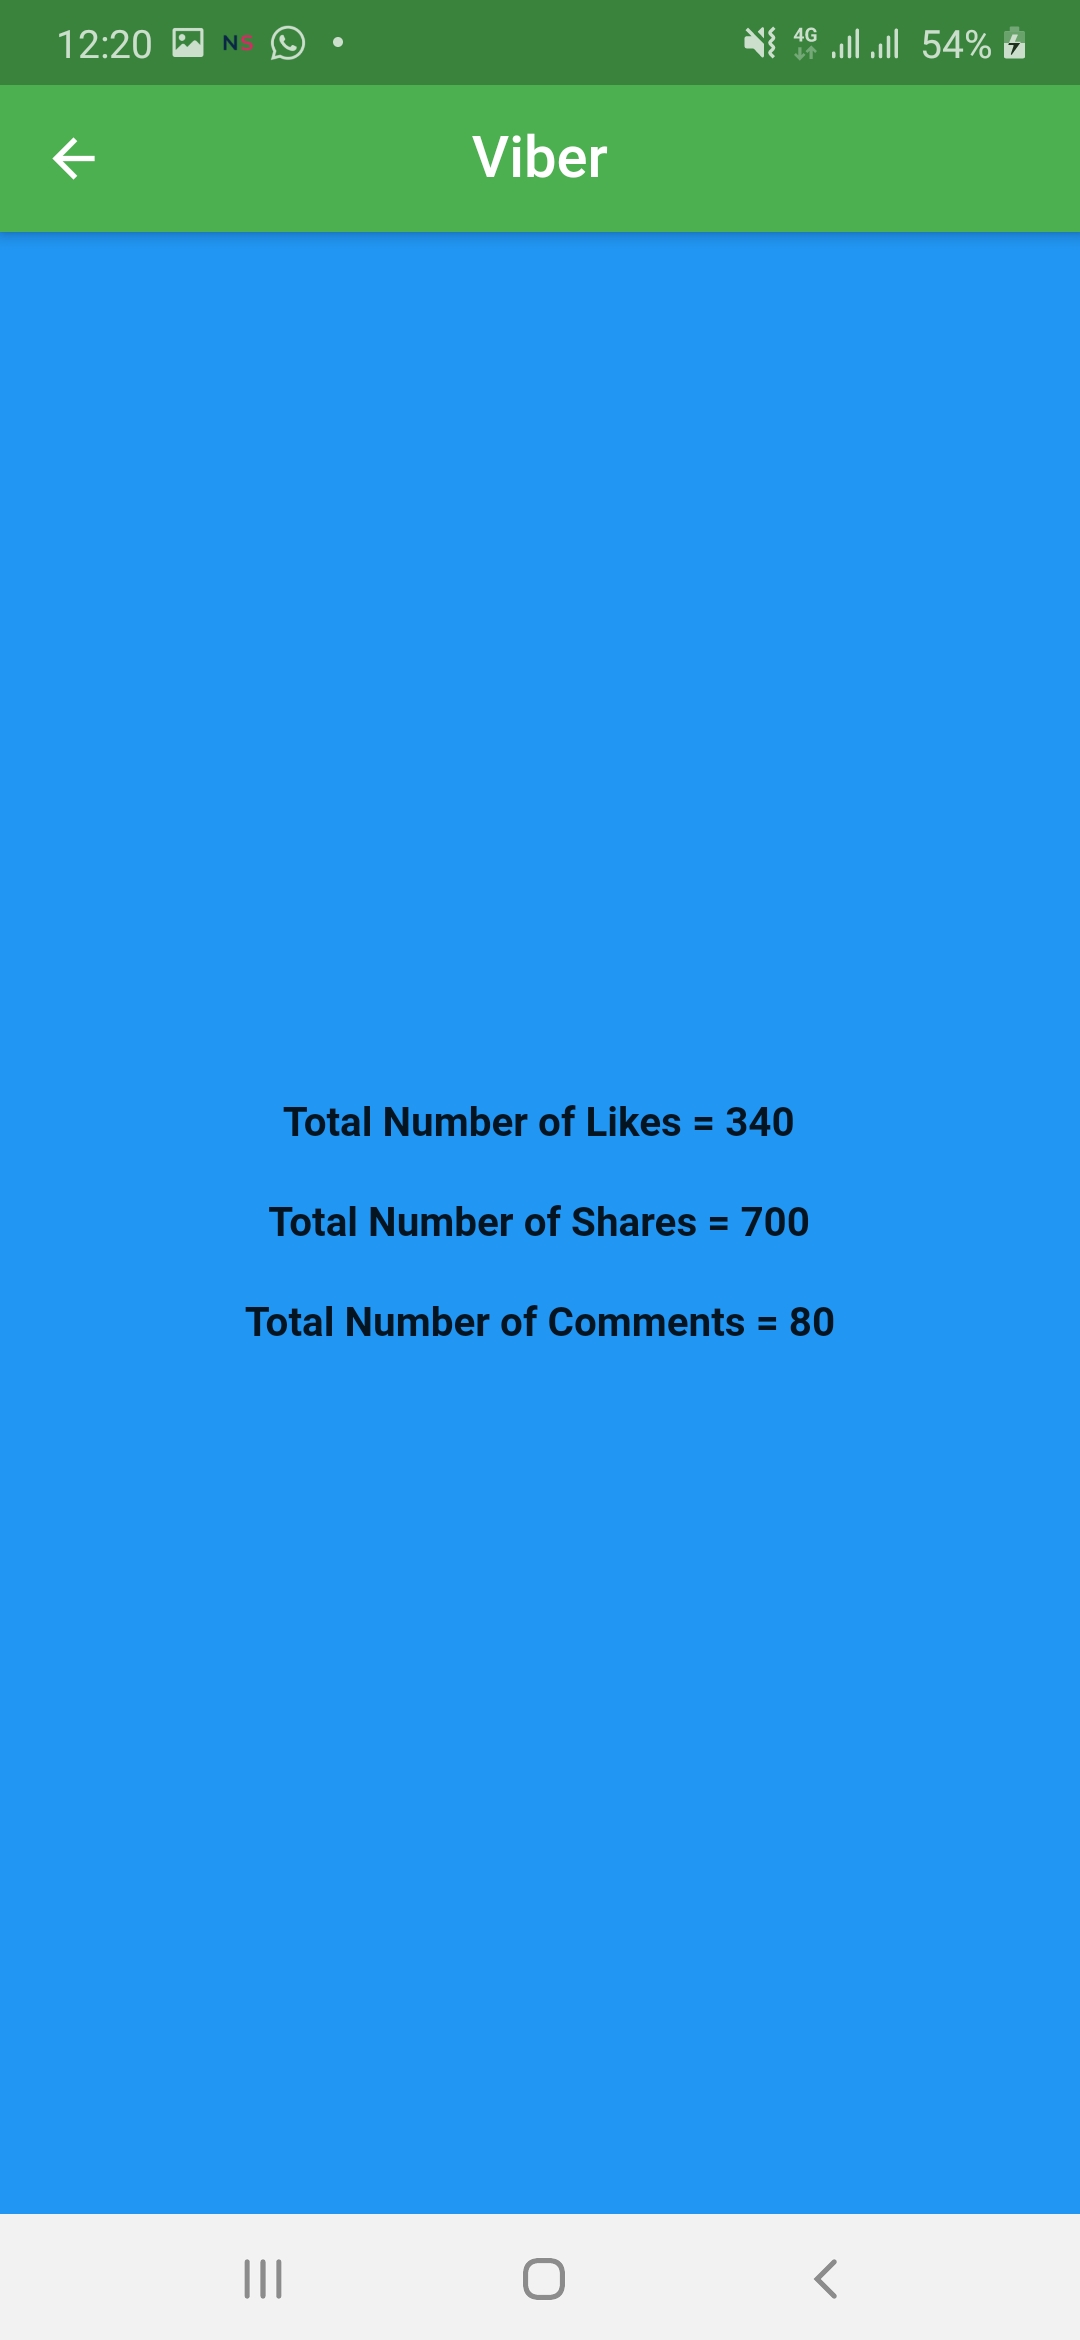 12:20 NS 4G 54%
Viber
Total Number of Likes = 340
Total Number of Shares = 700
Total Number of Comments = 80